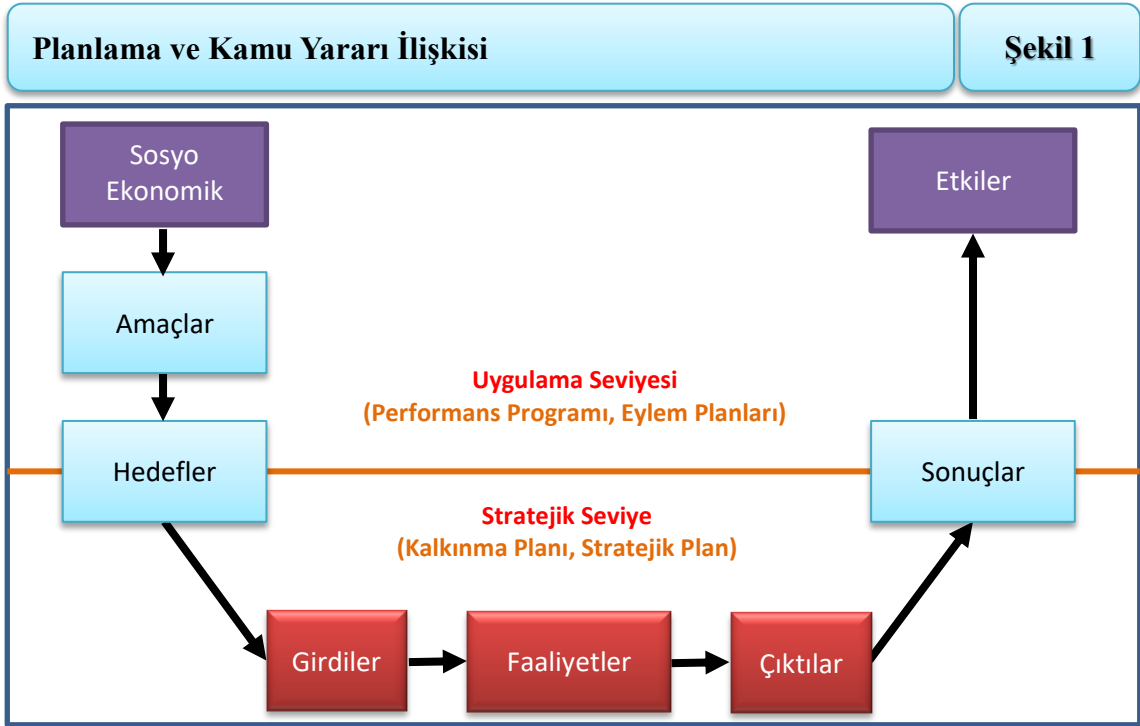 Planlama ve Kamu Yararı İlişkisi
Şekil 1
Sosyo
Ekonomik
Etkiler
Amaçlar
Uygulama Seviyesi
(Performans Programı, Eylem Planları)
Hedefler
Sonuçlar
Stratejik Seviye
(Kalkınma Planı, Stratejik Plan)
Girdiler
Faaliyetler
Çıktılar